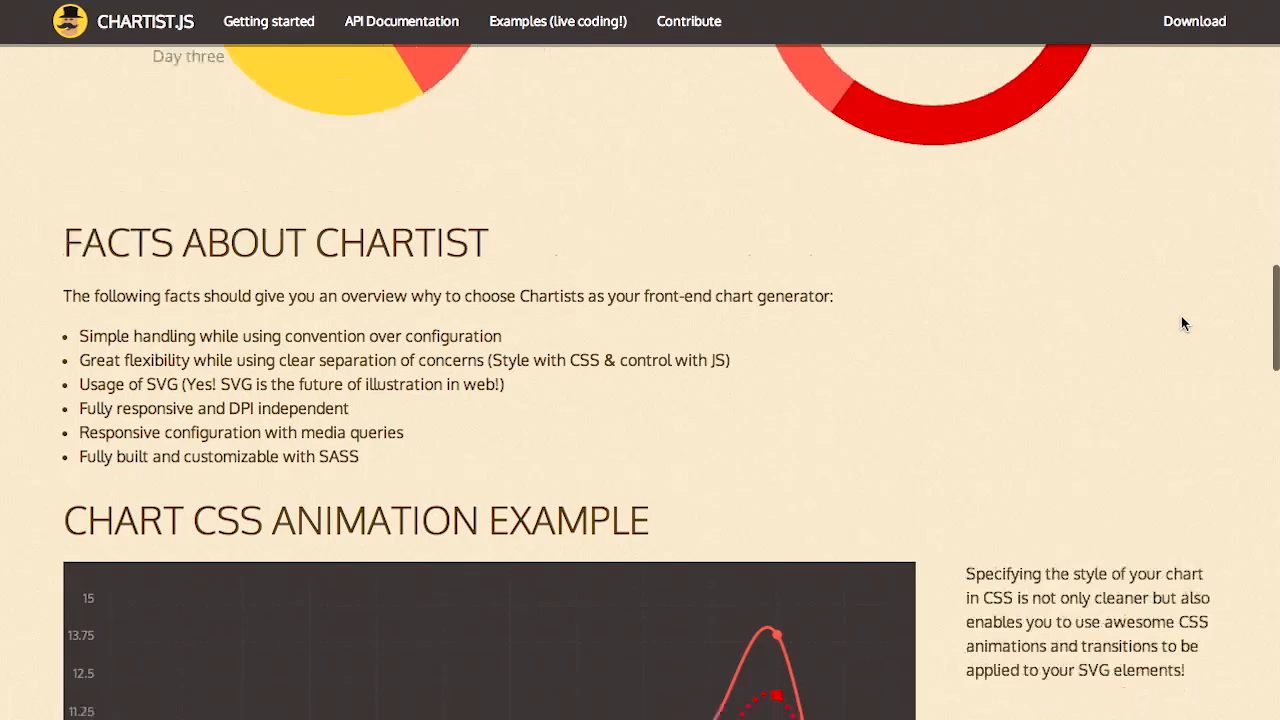 CHARTIST.JS Getting started API Documentation Examples (live coding!) Contribute Download
Day three
FACTS ABOUT CHARTIST
The following facts should give you an overview why to choose Chartists as your front-end chart generator:
• Simple handling while using convention over configuration
• Great flexibility while using clear separation of concerns (Style with CSS & control with JS)
• Usage of SVG (Yes! SVG is the future of illustration in web!)
• Fully responsive and DPI independent
• Responsive configuration with media queries
• Fully built and customizable with SASS
CHART CSS ANIMATION EXAMPLE
15
13.75
12.5
11.25
Specifying the style of your chart
in CSS is not only cleaner but also
enables you to use awesome CSS
animations and transitions to be
applied to your SVG elements!